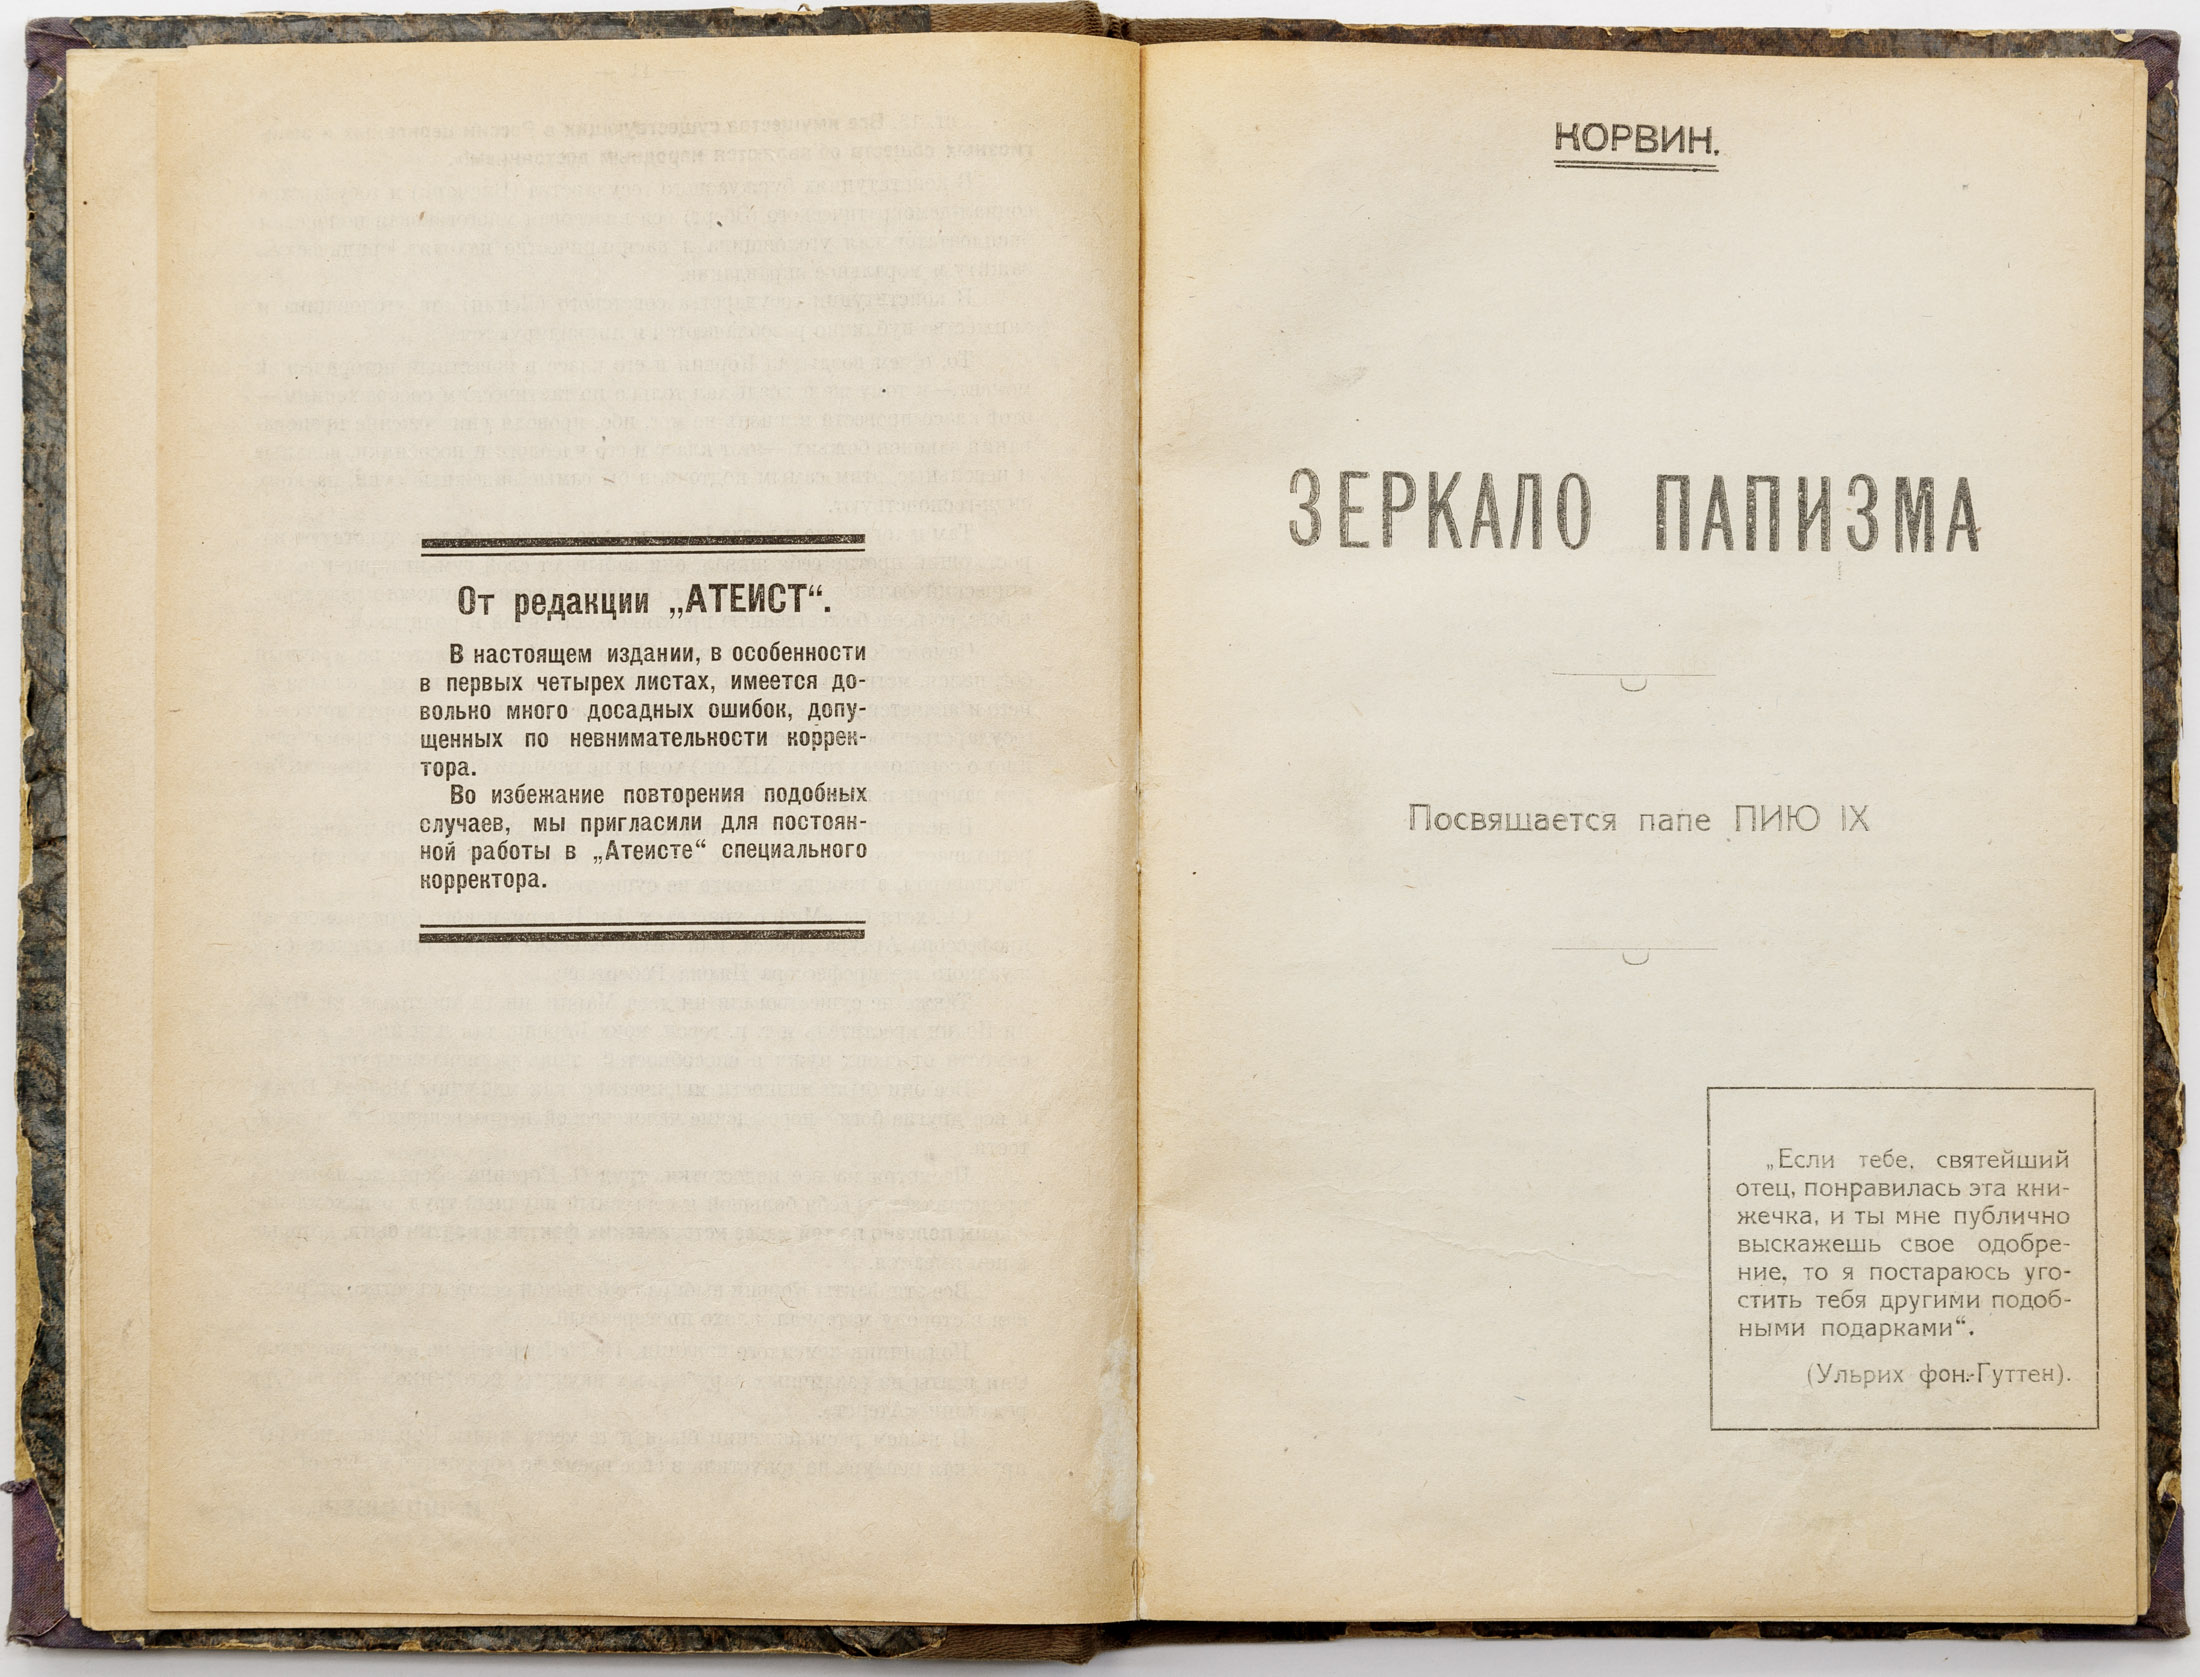 От редакции „АТЕИСТ“.
В настоящем издании, в особенности
в первых четырех листах, имеется до-
вольно много досадных ошибок, допу-
щенных по невнимательности коррек-
тора.
Во избежание повторения подобных
случаев, мы пригласили для постоян-
ной работы в „Атеисте“ специального
корректора.
КОРВИН.
ЗЕРКАЛО ПАПИЗМА
Посвящается папе ПИЮ IX
„Если тебе, святейший
отец, понравилась эта кни-
жечка, и ты мне публично
выскажешь свое одобре-
ние, то я постараюсь уго-
стить тебя другими подоб-
ными подарками“.
(Ульрих фон-Гуттен).